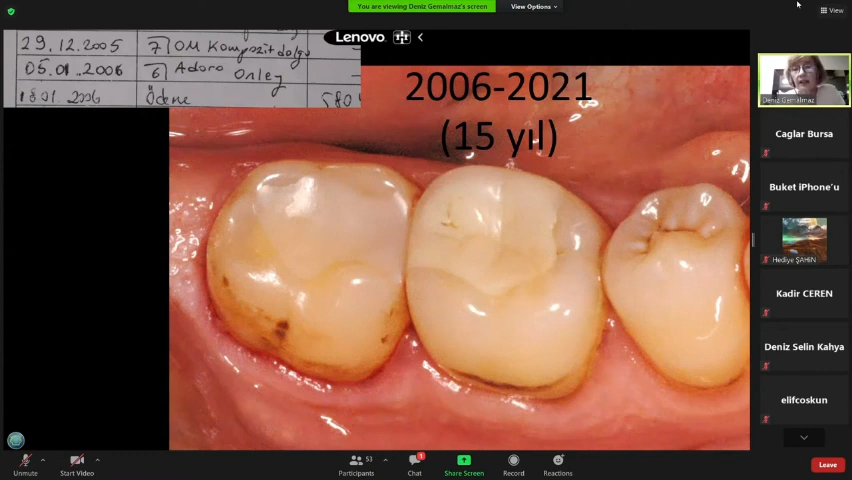 You are viewing Deniz Gemalmaz's screen
View Options
View
29.12.2005 7 OM Kompozit dolgu
05.01.2006 6 Adoro Onley
18.01.2006 Ödeme 580
Lenovo
2006-2021
(15 yıl)
Deniz Gemalmaz
Caglar Bursa
Buket iPhone'u
Hediye ŞAHİN
Kadir CEREN
Deniz Selin Kahya
elifcoskun
Unmute
Start Video
53
Participants
1
Chat
Share Screen
Record
Reactions
Leave